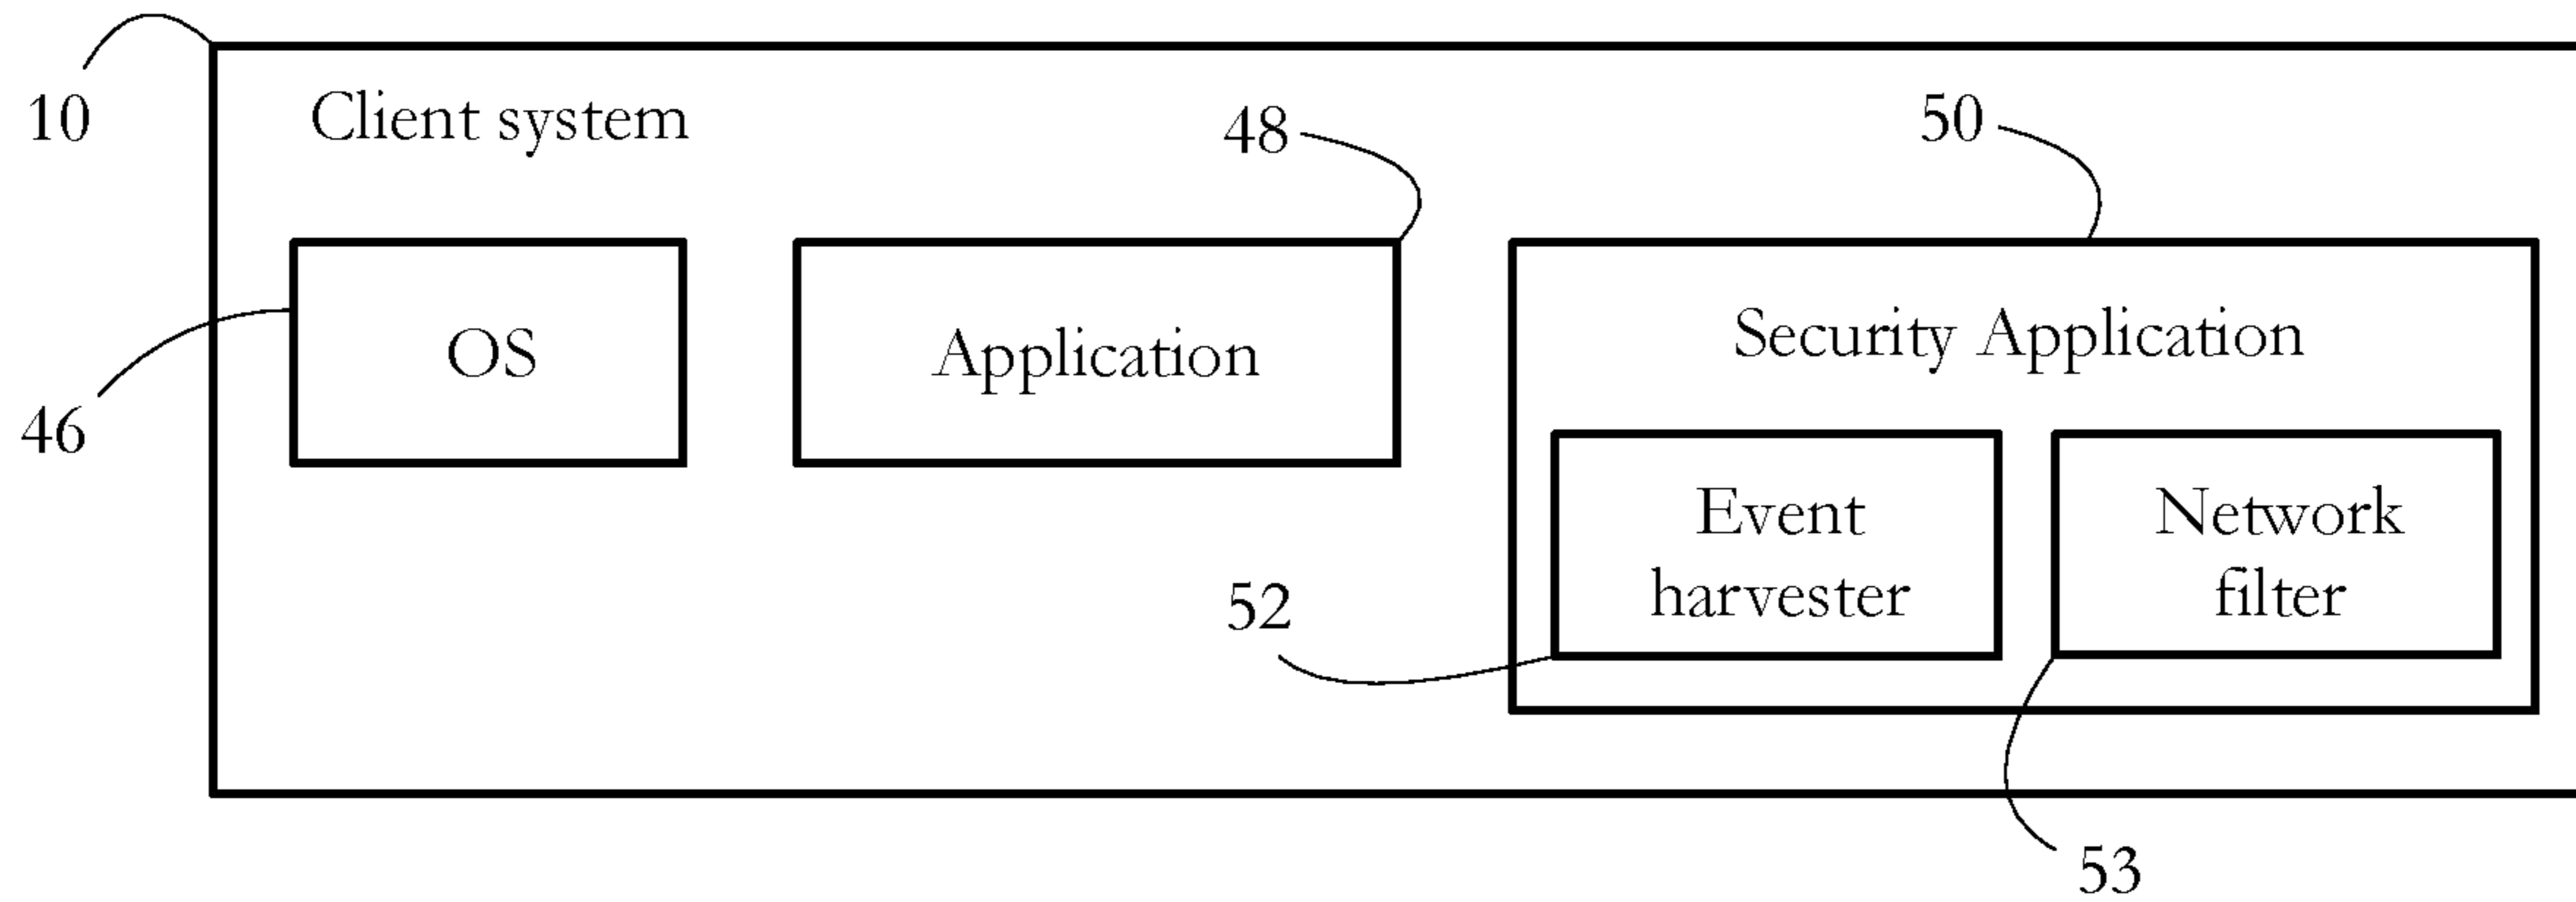 10
Client system
48
50
OS
Application
Security Application
46
Event
harvester
Network
filter
52
53